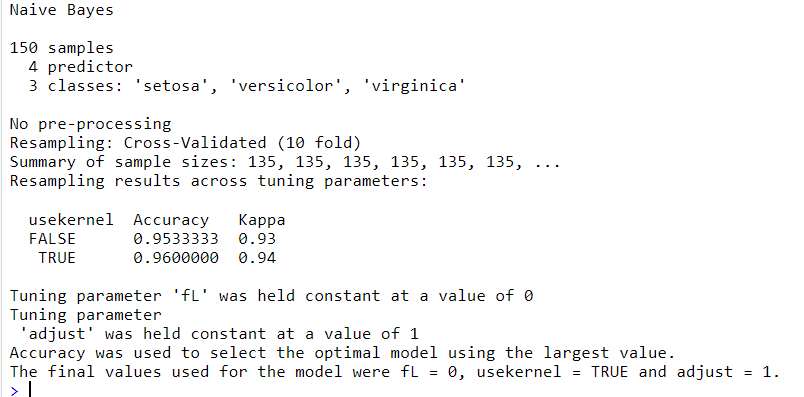 Naive Bayes
150 samples
4 predictor
3 classes: 'setosa', 'versicolor', 'virginica'
No pre-processing
Resampling: Cross-Validated (10 fold)
Summary of sample sizes: 135, 135, 135, 135, 135, 135, ...
Resampling results across tuning parameters:
usekernel  Accuracy   Kappa
FALSE      0.9533333  0.93
TRUE      0.9600000  0.94
Tuning parameter 'fL' was held constant at a value of 0
Tuning parameter
'adjust' was held constant at a value of 1
Accuracy was used to select the optimal model using the largest value.
The final values used for the model were fL = 0, usekernel = TRUE and adjust = 1.
>